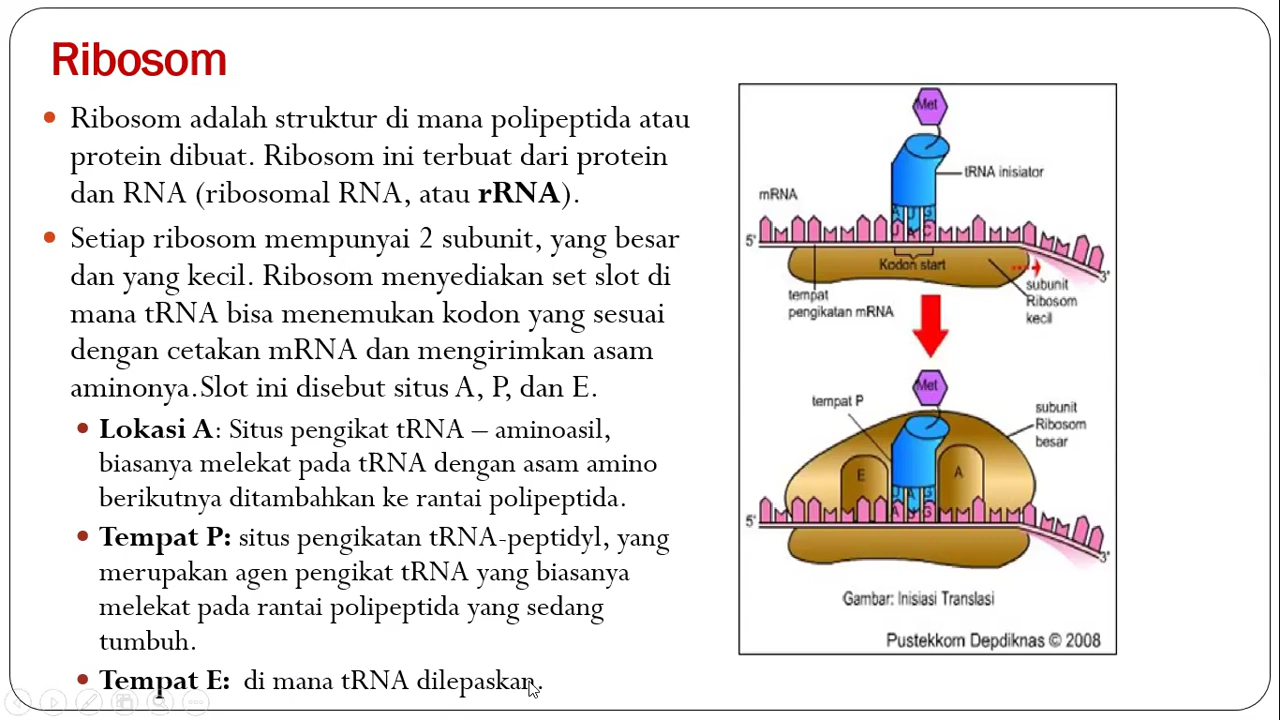 Ribosom
Ribosom adalah struktur di mana polipeptida atau
protein dibuat. Ribosom ini terbuat dari protein
dan RNA (ribosomal RNA, atau rRNA).
Setiap ribosom mempunyai 2 subunit, yang besar
dan yang kecil. Ribosom menyediakan set slot di
mana tRNA bisa menemukan kodon yang sesuai
dengan cetakan mRNA dan mengirimkan asam
aminonya.Slot ini disebut situs A, P, dan E.
Lokasi A: Situs pengikat tRNA – aminoasil,
biasanya melekat pada tRNA dengan asam amino
berikutnya ditambahkan ke rantai polipeptida.
Tempat P: situs pengikatan tRNA-peptidyl, yang
merupakan agen pengikat tRNA yang biasanya
melekat pada rantai polipeptida yang sedang
tumbuh.
Tempat E: di mana tRNA dilepaskan.
Met
tRNA inisiator
mRNA
5'
Kodon start
3'
tempat
pengikatan mRNA
subunit
Ribosom
kecil
Met
tempat P
subunit
Ribosom
besar
E
A
5'
3'
Gambar: Inisiasi Translasi
Pustekkom Depdiknas © 2008